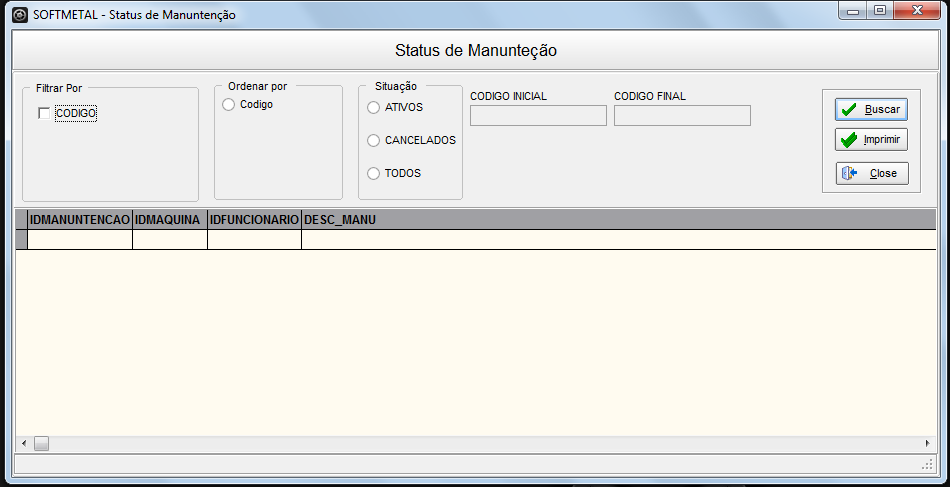 SOFTMETAL - Status de Manuntenção
Status de Manunteção
Filtrar Por
CODIGO
Ordenar por
Codigo
Situação
ATIVOS
CANCELADOS
TODOS
CODIGO INICIAL
CODIGO FINAL
Buscar
Imprimir
Close
IDMANUNTENCAO IDMAQUINA IDFUNCIONARIO DESC_MANU